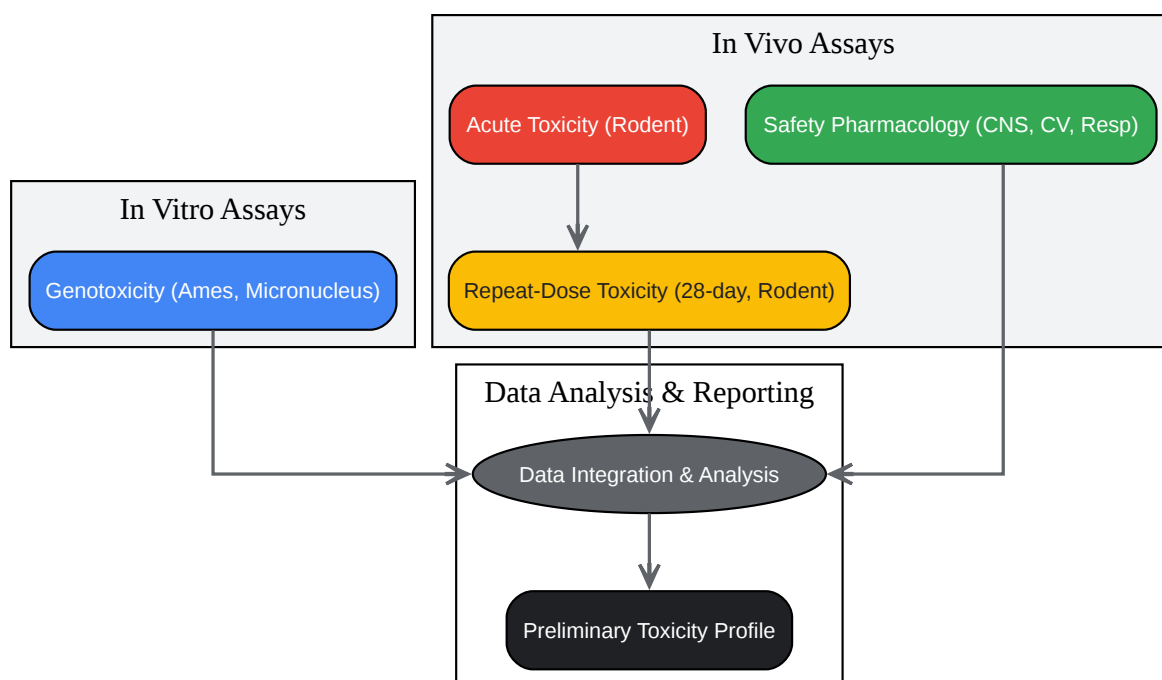 In Vivo Assays
Acute Toxicity (Rodent)
Safety Pharmacology (CNS, CV, Resp)
In Vitro Assays
Genotoxicity (Ames, Micronucleus)
Repeat-Dose Toxicity (28-day, Rodent)
Data Analysis & Reporting
Data Integration & Analysis
Preliminary Toxicity Profile